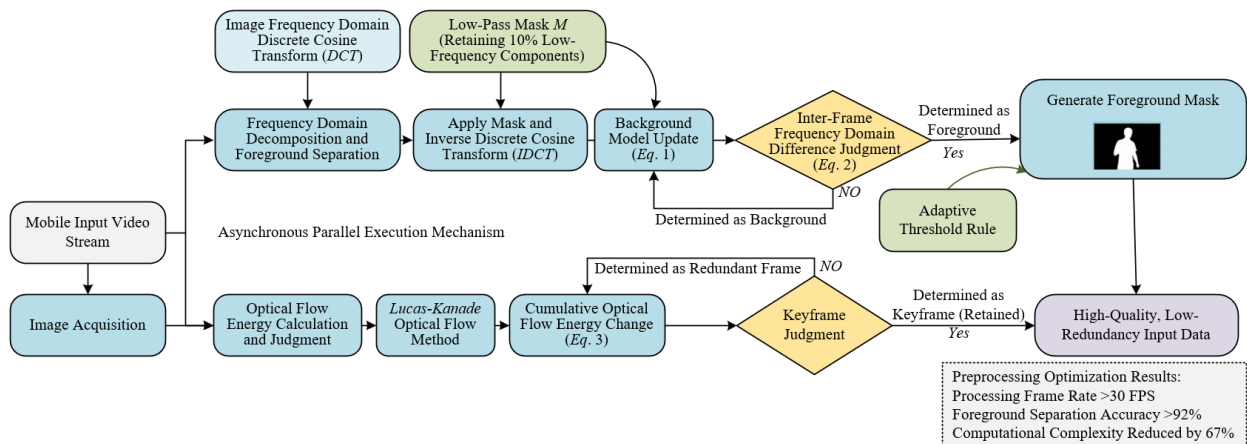 Image Frequency Domain
Discrete Cosine
Transform (DCT)
Low-Pass Mask M
(Retaining 10% Low-
Frequency Components)
Frequency Domain
Decomposition and
Foreground Separation
Apply Mask and
Inverse Discrete Cosine
Transform (IDCT)
Background
Model Update
(Eq. 1)
Inter-Frame
Frequency Domain
Difference Judgment
(Eq. 2)
Determined as
Foreground
Yes
Generate Foreground Mask
NO
Determined as Background
Adaptive
Threshold Rule
Mobile Input Video
Stream
Asynchronous Parallel Execution Mechanism
Determined as Redundant Frame
NO
Image Acquisition
Optical Flow
Energy Calculation
and Judgment
Lucas-Kanade
Optical Flow
Method
Cumulative Optical
Flow Energy Change
(Eq. 3)
Keyframe
Judgment
Determined as
Keyframe (Retained)
Yes
High-Quality, Low-
Redundancy Input Data
Preprocessing Optimization Results:
Processing Frame Rate >30 FPS
Foreground Separation Accuracy >92%
Computational Complexity Reduced by 67%